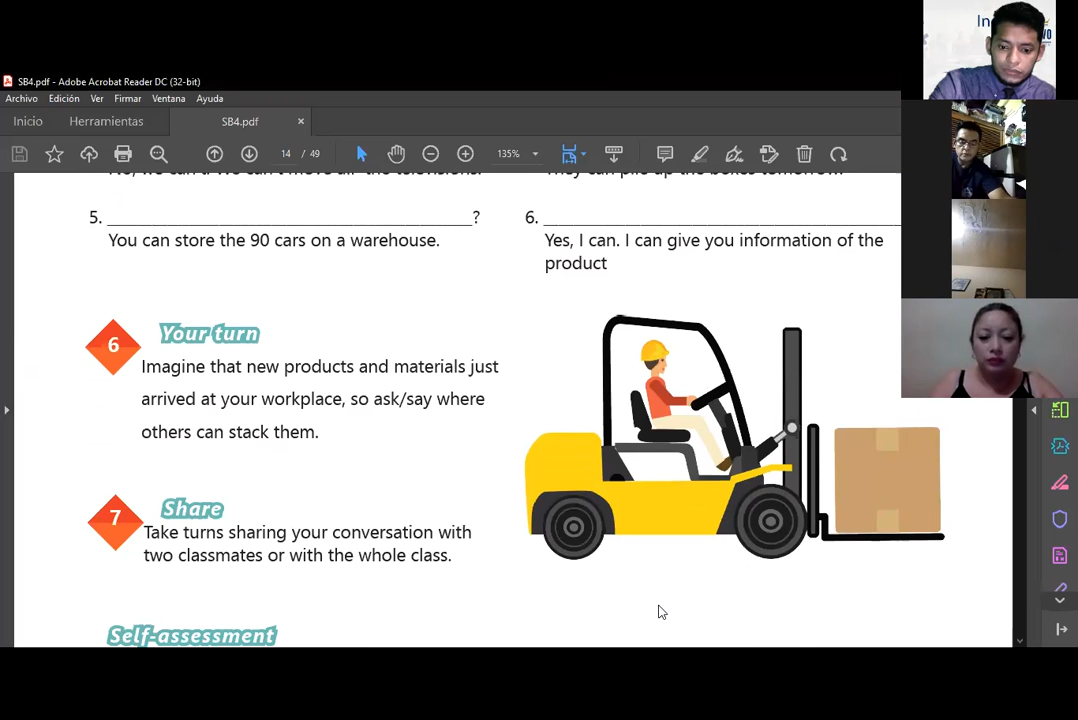 SB4.pdf - Adobe Acrobat Reader DC (32-bit)
Archivo Edición Ver Firmar Ventana Ayuda
Inicio Herramientas SB4.pdf ×
14 / 49 135%
5. ?
You can store the 90 cars on a warehouse.
6.
Yes, I can. I can give you information of the
product
6 Your turn
Imagine that new products and materials just
arrived at your workplace, so ask/say where
others can stack them.
7 Share
Take turns sharing your conversation with
two classmates or with the whole class.
Self-assessment